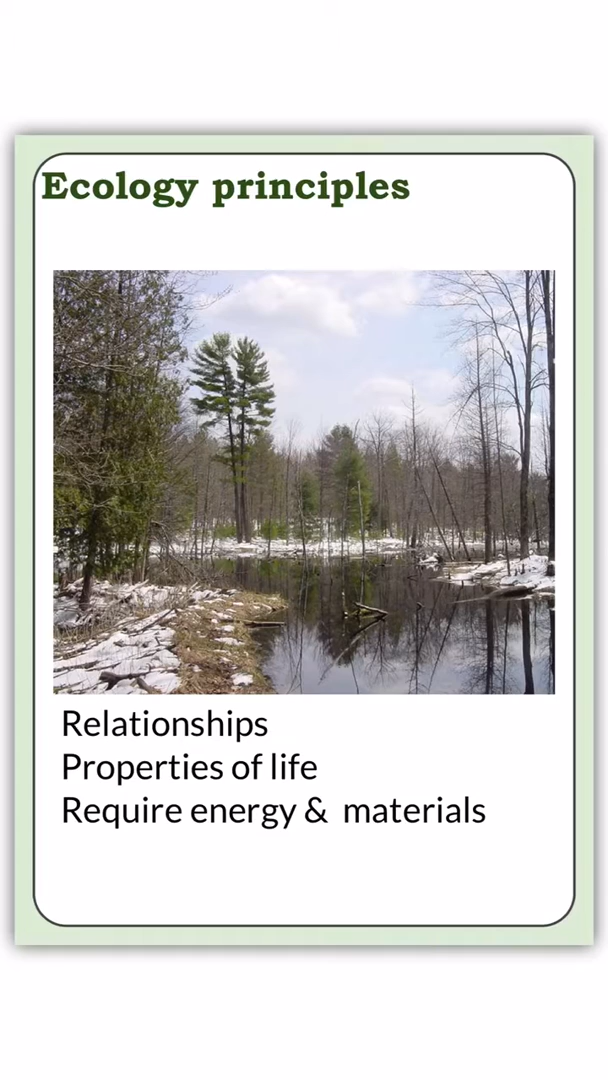 Ecology principles
Relationships
Properties of life
Require energy & materials